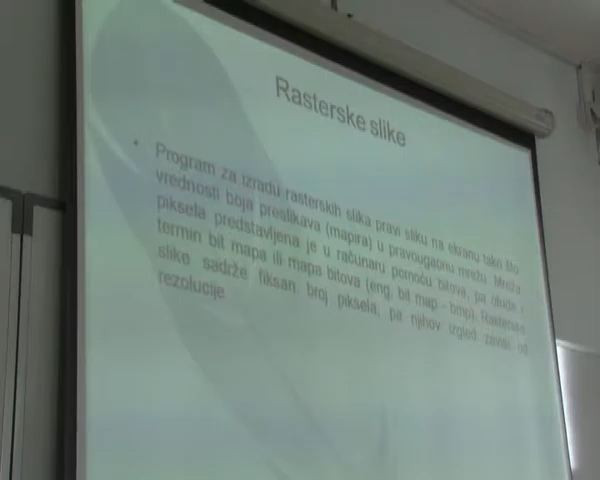 Rasterske slike
• Program za izradu rasterskih slika pravi sliku na ekranu tako što
vrednosti boja preslikava (mapira) u pravougaonu mrežu. Mreža
piksela predstavljena je u računaru pomoću bitova, pa otuda i
termin bit mapa ili mapa bitova (eng. bit map - bmp). Rasterske
slike sadrže fiksan broj piksela, pa njihov izgled zavisi od
rezolucije